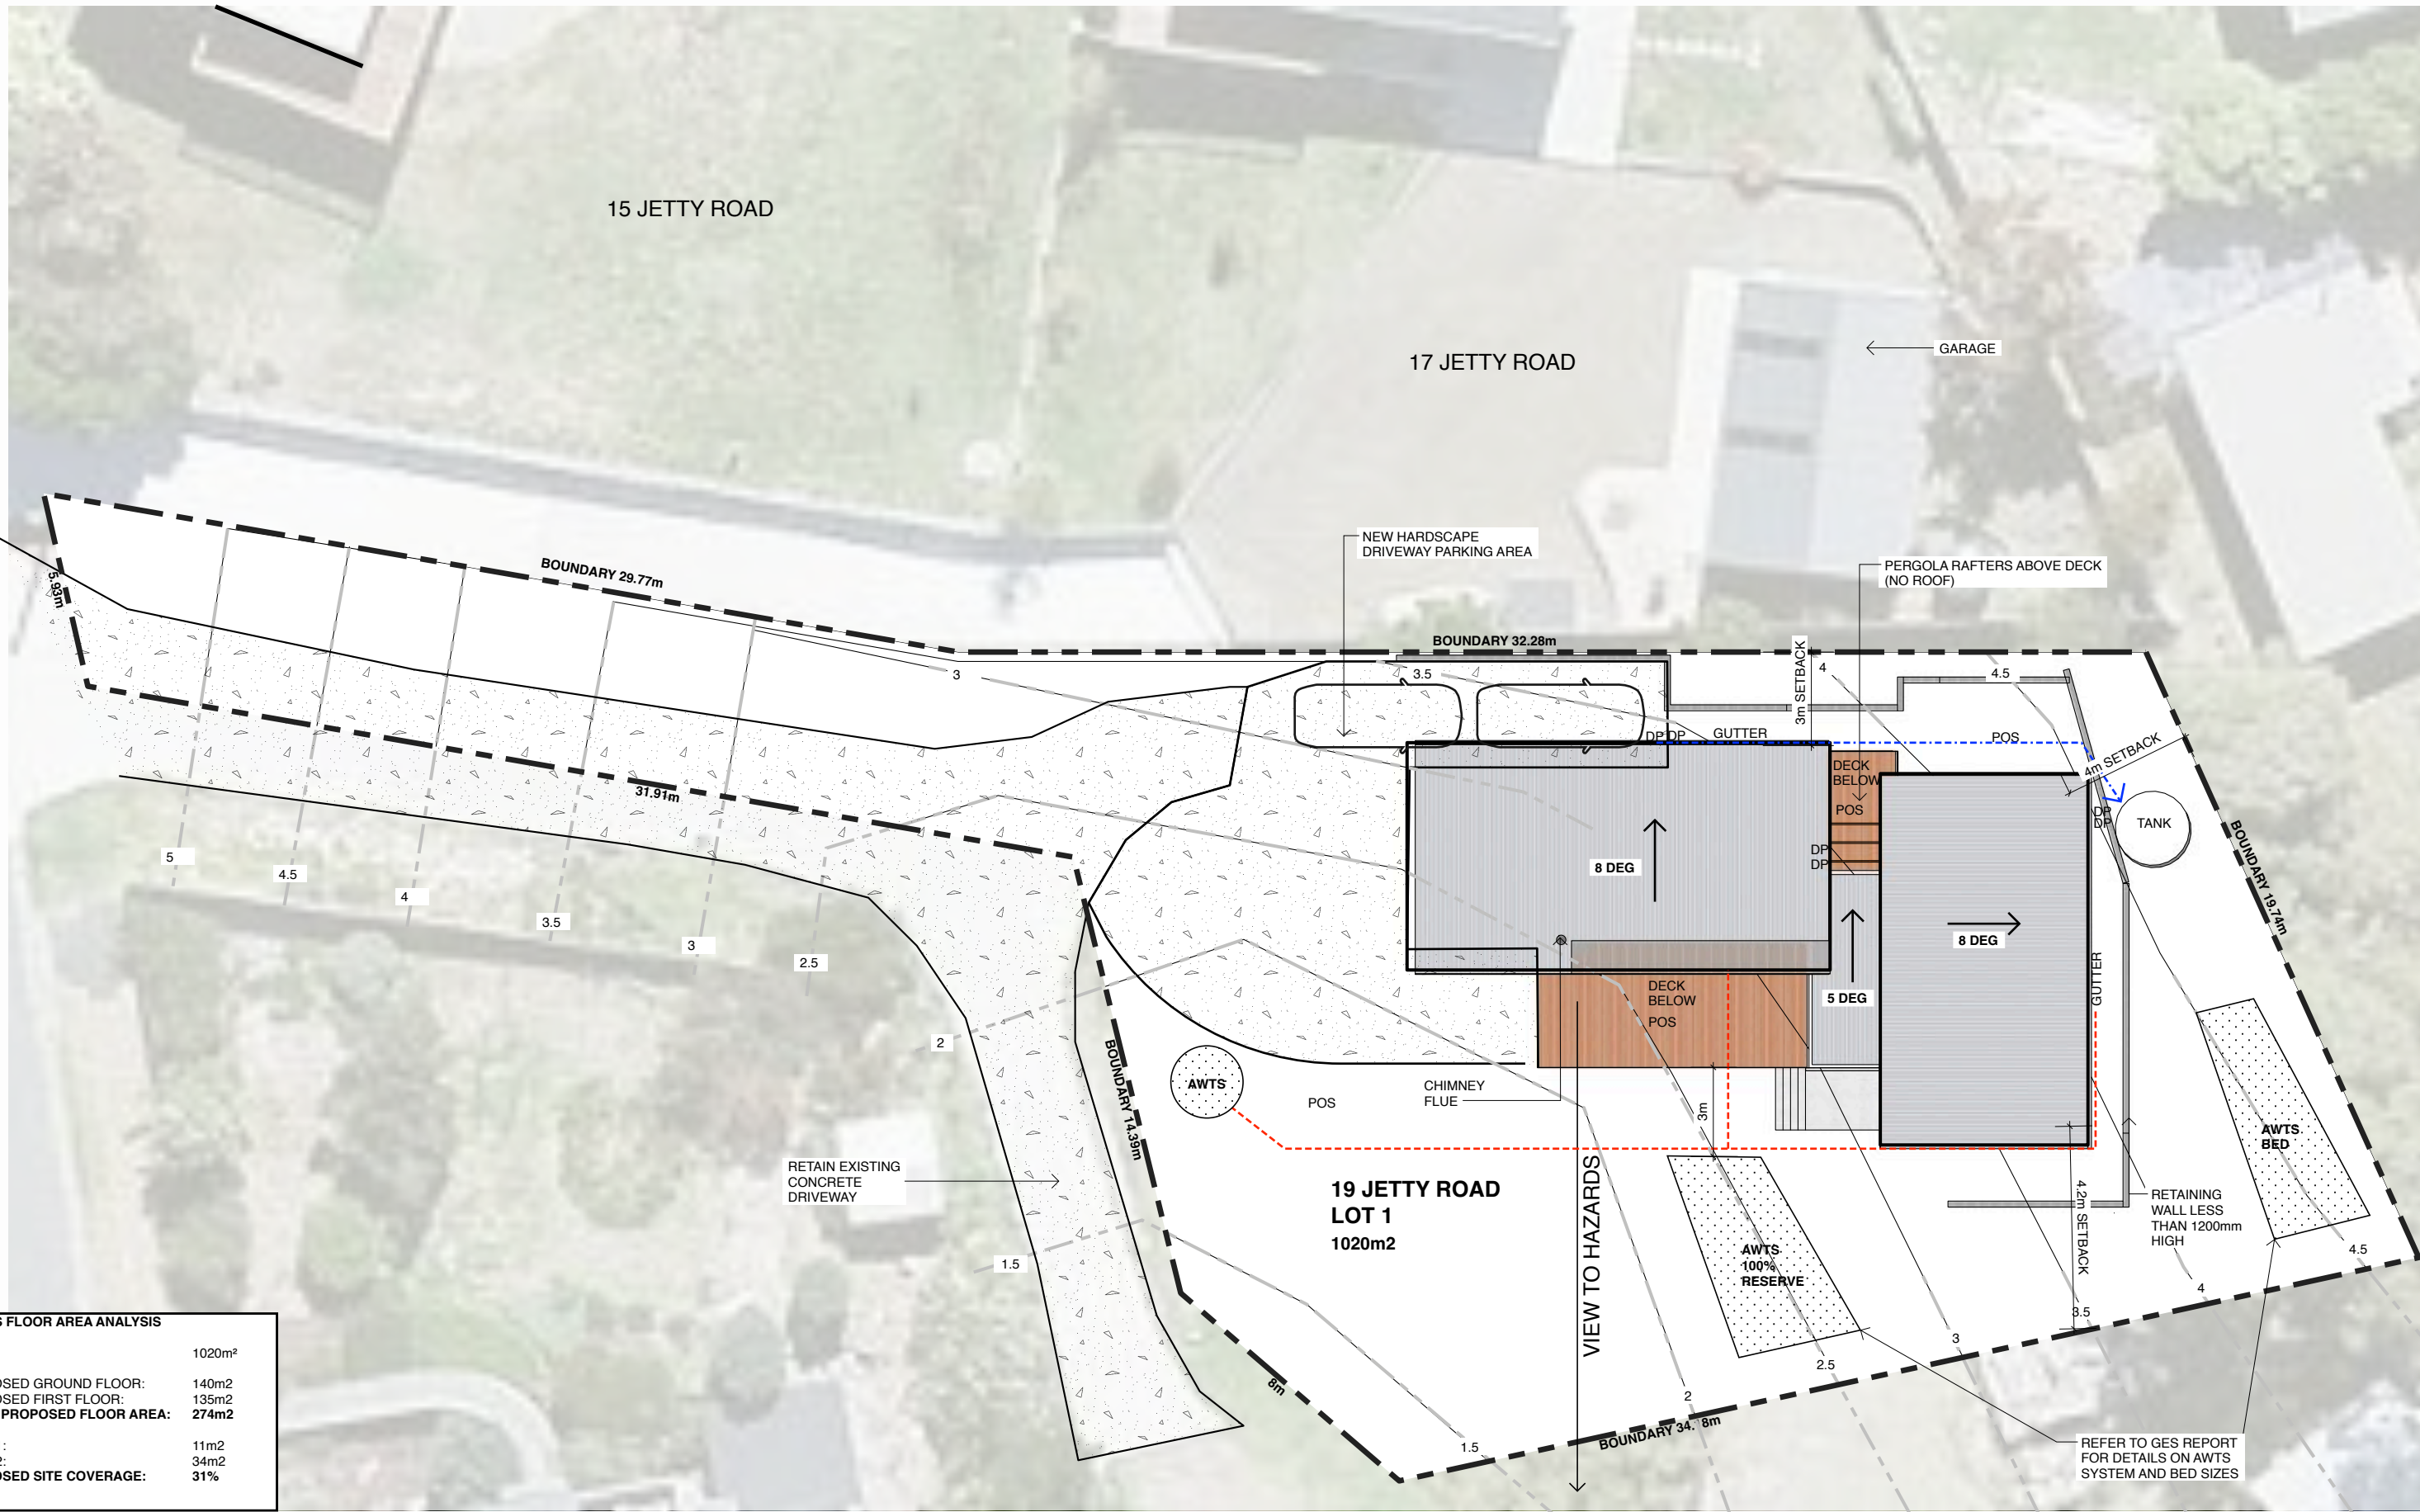 15 JETTY ROAD
17 JETTY ROAD
GARAGE
NEW HARDSCAPE
DRIVEWAY PARKING AREA
PERGOLA RAFTERS ABOVE DECK
(NO ROOF)
BOUNDARY 29.77m
5.93m
BOUNDARY 32.28m
3m SETBACK
3
3.5
4
4.5
DP DP
GUTTER
POS
4m SETBACK
31.91m
DECK
BELOW
POS
DP
DP
TANK
DP
DP
BOUNDARY 19.74m
5
4.5
4
3.5
3
2.5
8 DEG
8 DEG
5 DEG
GUTTER
DECK
BELOW
POS
2
BOUNDARY 14.39m
AWTS
POS
CHIMNEY
FLUE
3m
AWTS
BED
RETAIN EXISTING
CONCRETE
DRIVEWAY
19 JETTY ROAD
LOT 1
1020m2
VIEW TO HAZARDS
AWTS
100%
RESERVE
4.2m SETBACK
RETAINING
WALL LESS
THAN 1200mm
HIGH
1.5
4.5
4
3.5
3
2.5
2
1.5
8m
BOUNDARY 34. 8m
REFER TO GES REPORT
FOR DETAILS ON AWTS
SYSTEM AND BED SIZES
FLOOR AREA ANALYSIS
1020m²
OSED GROUND FLOOR: 140m2
OSED FIRST FLOOR: 135m2
PROPOSED FLOOR AREA: 274m2
: 11m2
2: 34m2
OSED SITE COVERAGE: 31%